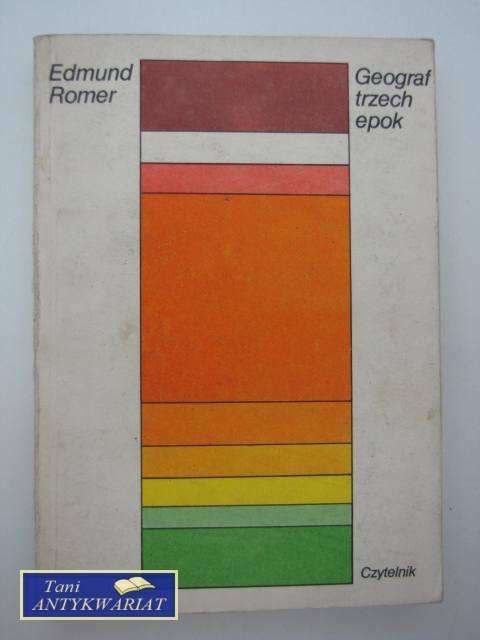 Edmund
Romer
Geograf
trzech
epok
Czytelnik
Tani
ANTYKWARIAT